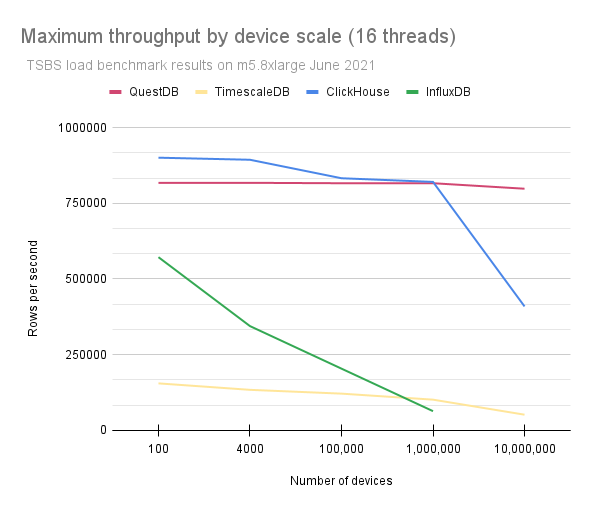 Maximum throughput by device scale (16 threads)
TSBS load benchmark results on m5.8xlarge June 2021
QuestDB TimescaleDB ClickHouse InfluxDB
1000000
750000
500000
250000
0
Rows per second
100 4000 100,000 1,000,000 10,000,000
Number of devices